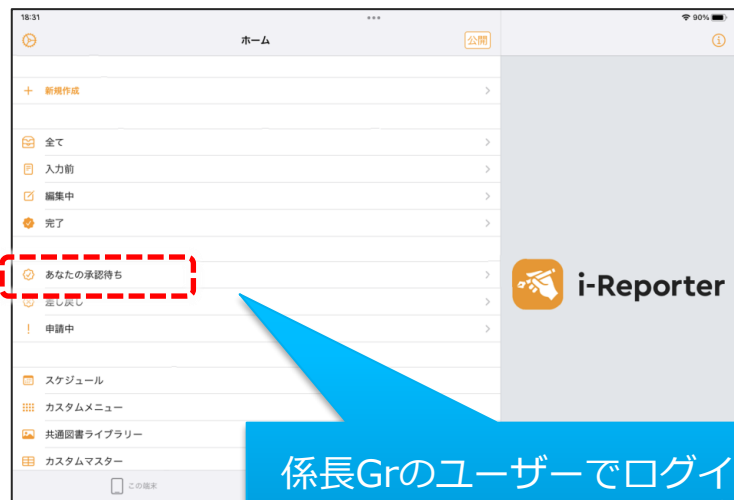 18:31
90%
ホーム
公開
新規作成
全て
入力前
編集中
完了
あなたの承認待ち
差し戻し
申請中
i-Reporter
スケジュール
カスタムメニュー
共通図書ライブラリー
カスタムマスター
この端末
係長Grのユーザーでログイ